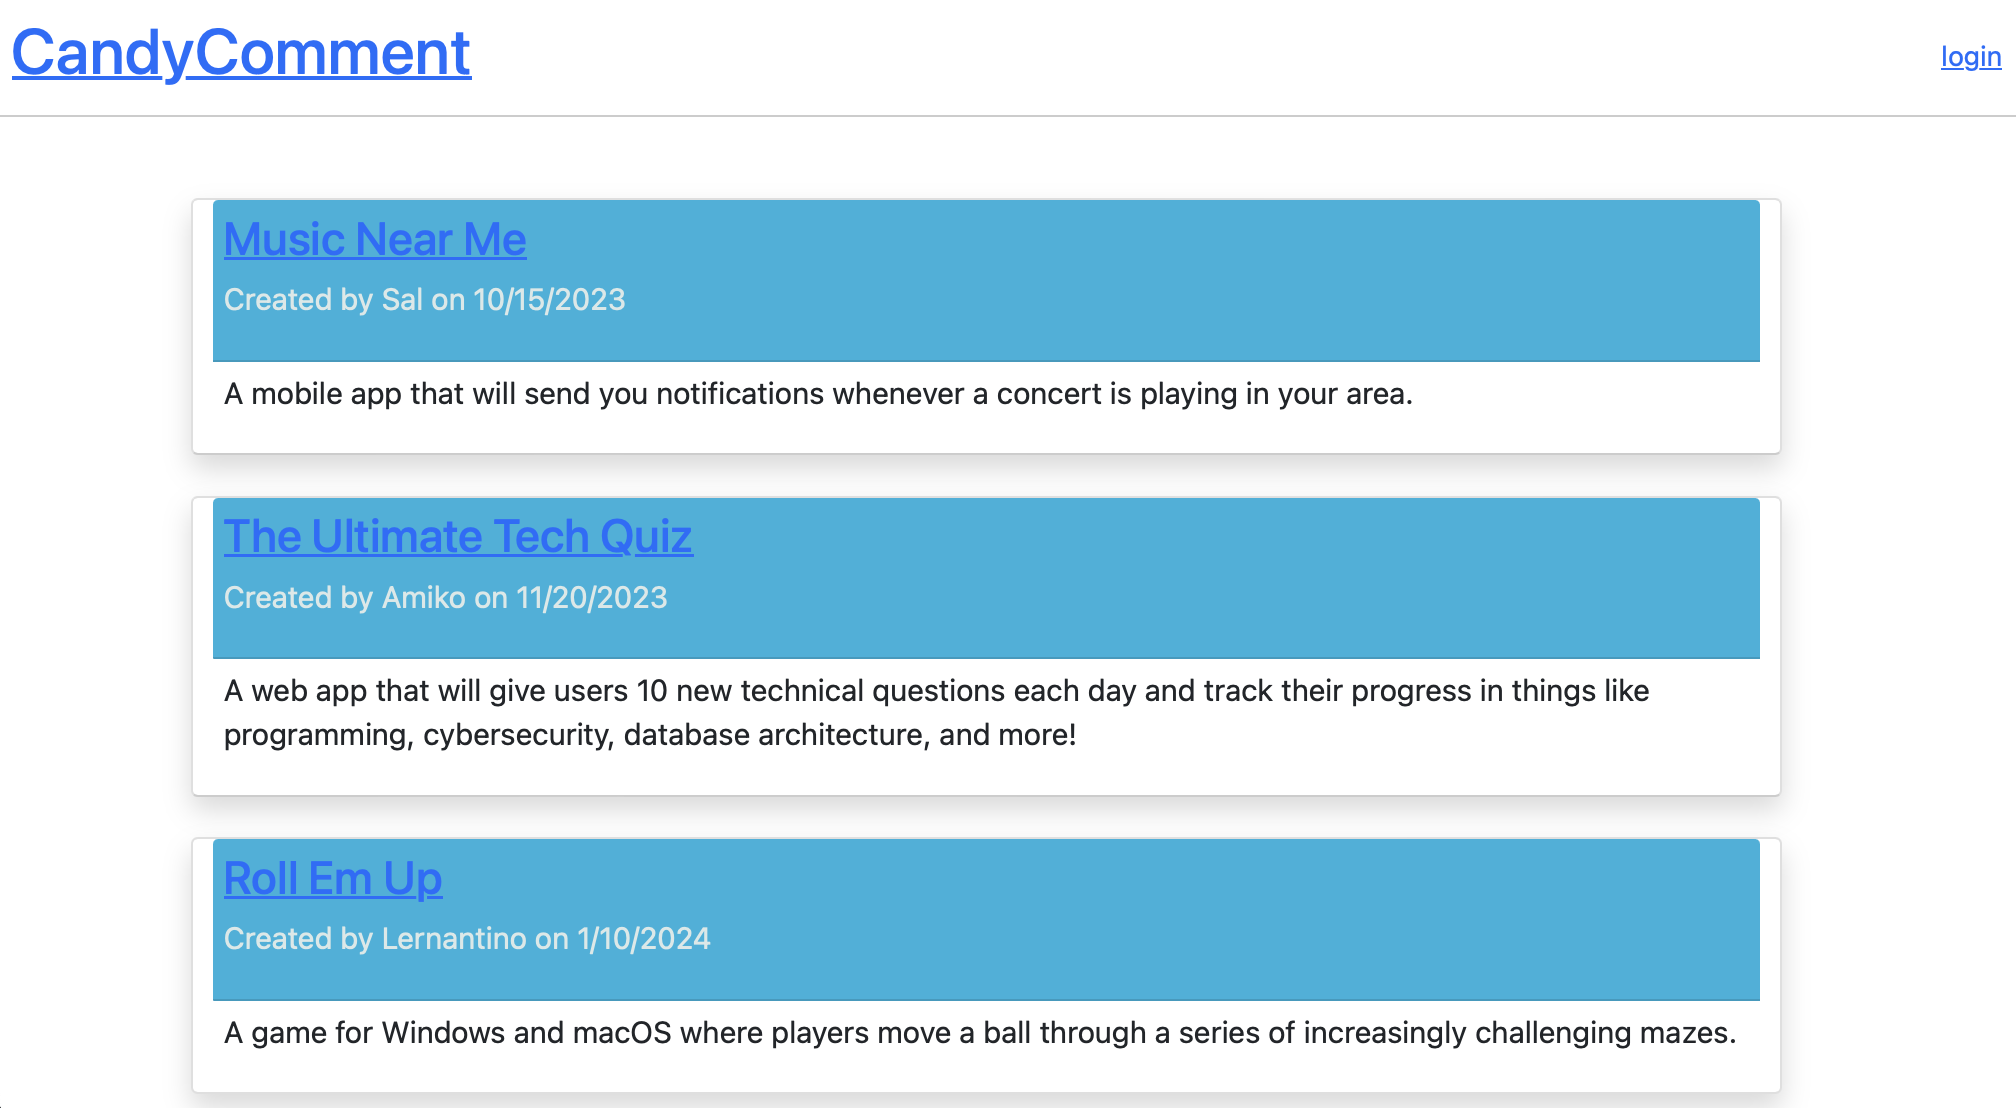 CandyComment
login
Music Near Me
Created by Sal on 10/15/2023
A mobile app that will send you notifications whenever a concert is playing in your area.
The Ultimate Tech Quiz
Created by Amiko on 11/20/2023
A web app that will give users 10 new technical questions each day and track their progress in things like
programming, cybersecurity, database architecture, and more!
Roll Em Up
Created by Lernantino on 1/10/2024
A game for Windows and macOS where players move a ball through a series of increasingly challenging mazes.